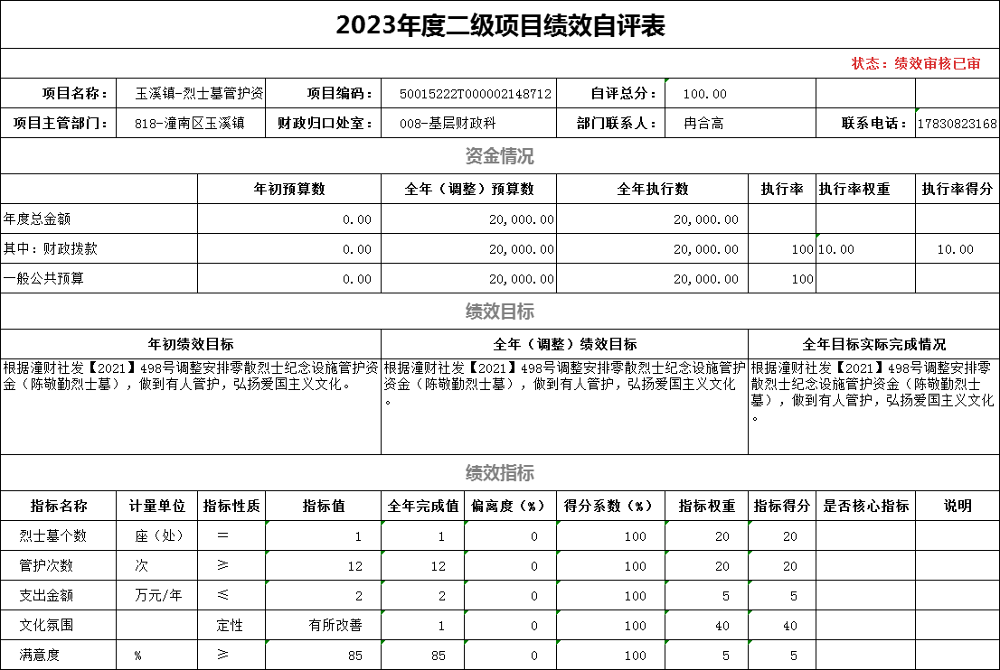 2023年度二级项目绩效自评表
状态：绩效审核已审
项目名称： 玉溪镇-烈士墓管护资 项目编码： 50015222T000002148712 自评总分： 100.00
项目主管部门： 818-潼南区玉溪镇 财政归口处室： 008-基层财政科 部门联系人： 冉合高 联系电话： 17830823168
资金情况
年初预算数 全年（调整）预算数 全年执行数 执行率 执行率权重 执行率得分
年度总金额 0.00 20,000.00 20,000.00
其中：财政拨款 0.00 20,000.00 20,000.00 100 10.00 10.00
一般公共预算 0.00 20,000.00 20,000.00 100
绩效目标
年初绩效目标 全年（调整）绩效目标 全年目标实际完成情况
根据潼财社发【2021】498号调整安排零散烈士纪念设施管护资
金（陈敬勤烈士墓），做到有人管护，弘扬爱国主义文化。
根据潼财社发【2021】498号调整安排零散烈士纪念设施管护
资金（陈敬勤烈士墓），做到有人管护，弘扬爱国主义文化
。
根据潼财社发【2021】498号调整安排零
散烈士纪念设施管护资金（陈敬勤烈士
墓），做到有人管护，弘扬爱国主义文化
。
绩效指标
指标名称 计量单位 指标性质 指标值 全年完成值 偏离度（%） 得分系数（%） 指标权重 指标得分 是否核心指标 说明
烈士墓个数 座（处） ＝ 1 1 0 100 20 20
管护次数 次 ≥ 12 12 0 100 20 20
支出金额 万元/年 ≤ 2 2 0 100 5 5
文化氛围 定性 有所改善 1 0 100 40 40
满意度 % ≥ 85 85 0 100 5 5